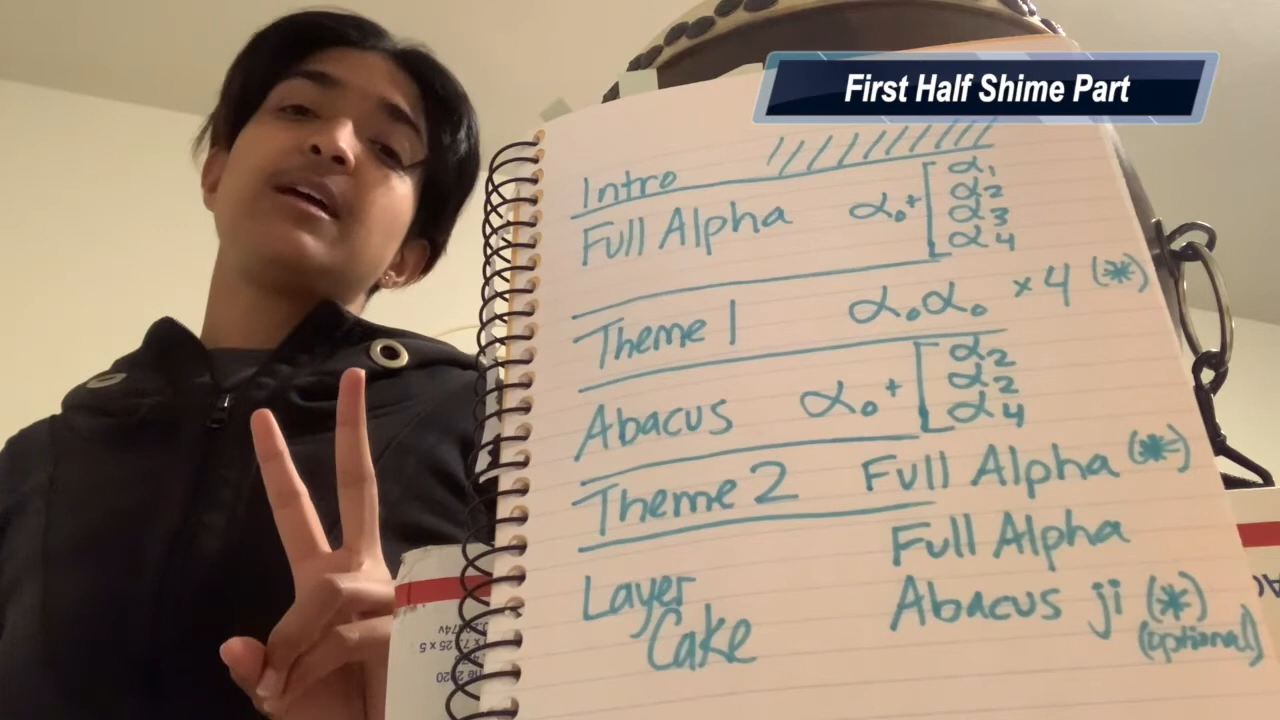 First Half Shime Part
Intro
Full Alpha α₀+[α₁
α₂
α₃
α₄
Theme 1 α₀α₀ ×4 (*)
Abacus α₀+[α₂
α₂
α₄
Theme 2 Full Alpha (*)
Full Alpha
Layer Cake
Abacus ji (*)
(optional)